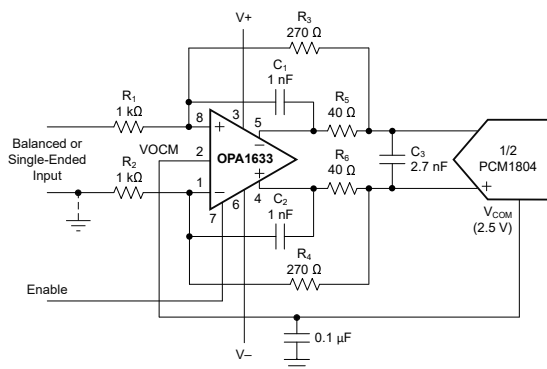 V+
R3
270 Ω
C1
1 nF
R1
1 kΩ
R5
40 Ω
8
3
5
+
−
Balanced or
Single-Ended
Input
VOCM
2
OPA1633
R2
1 kΩ
R6
40 Ω
C3
2.7 nF
1/2
PCM1804
−
+
1
−
+
6
4
7
C2
1 nF
VCOM
(2.5 V)
R4
270 Ω
Enable
0.1 µF
V−